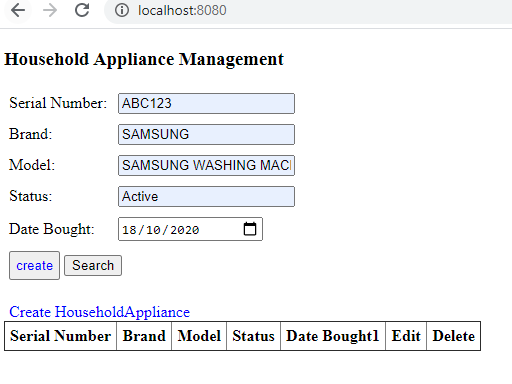 localhost:8080
Household Appliance Management
Serial Number: ABC123
Brand: SAMSUNG
Model: SAMSUNG WASHING MAC
Status: Active
Date Bought: 18/10/2020
create Search
Create HouseholdAppliance
Serial Number Brand Model Status Date Bought1 Edit Delete